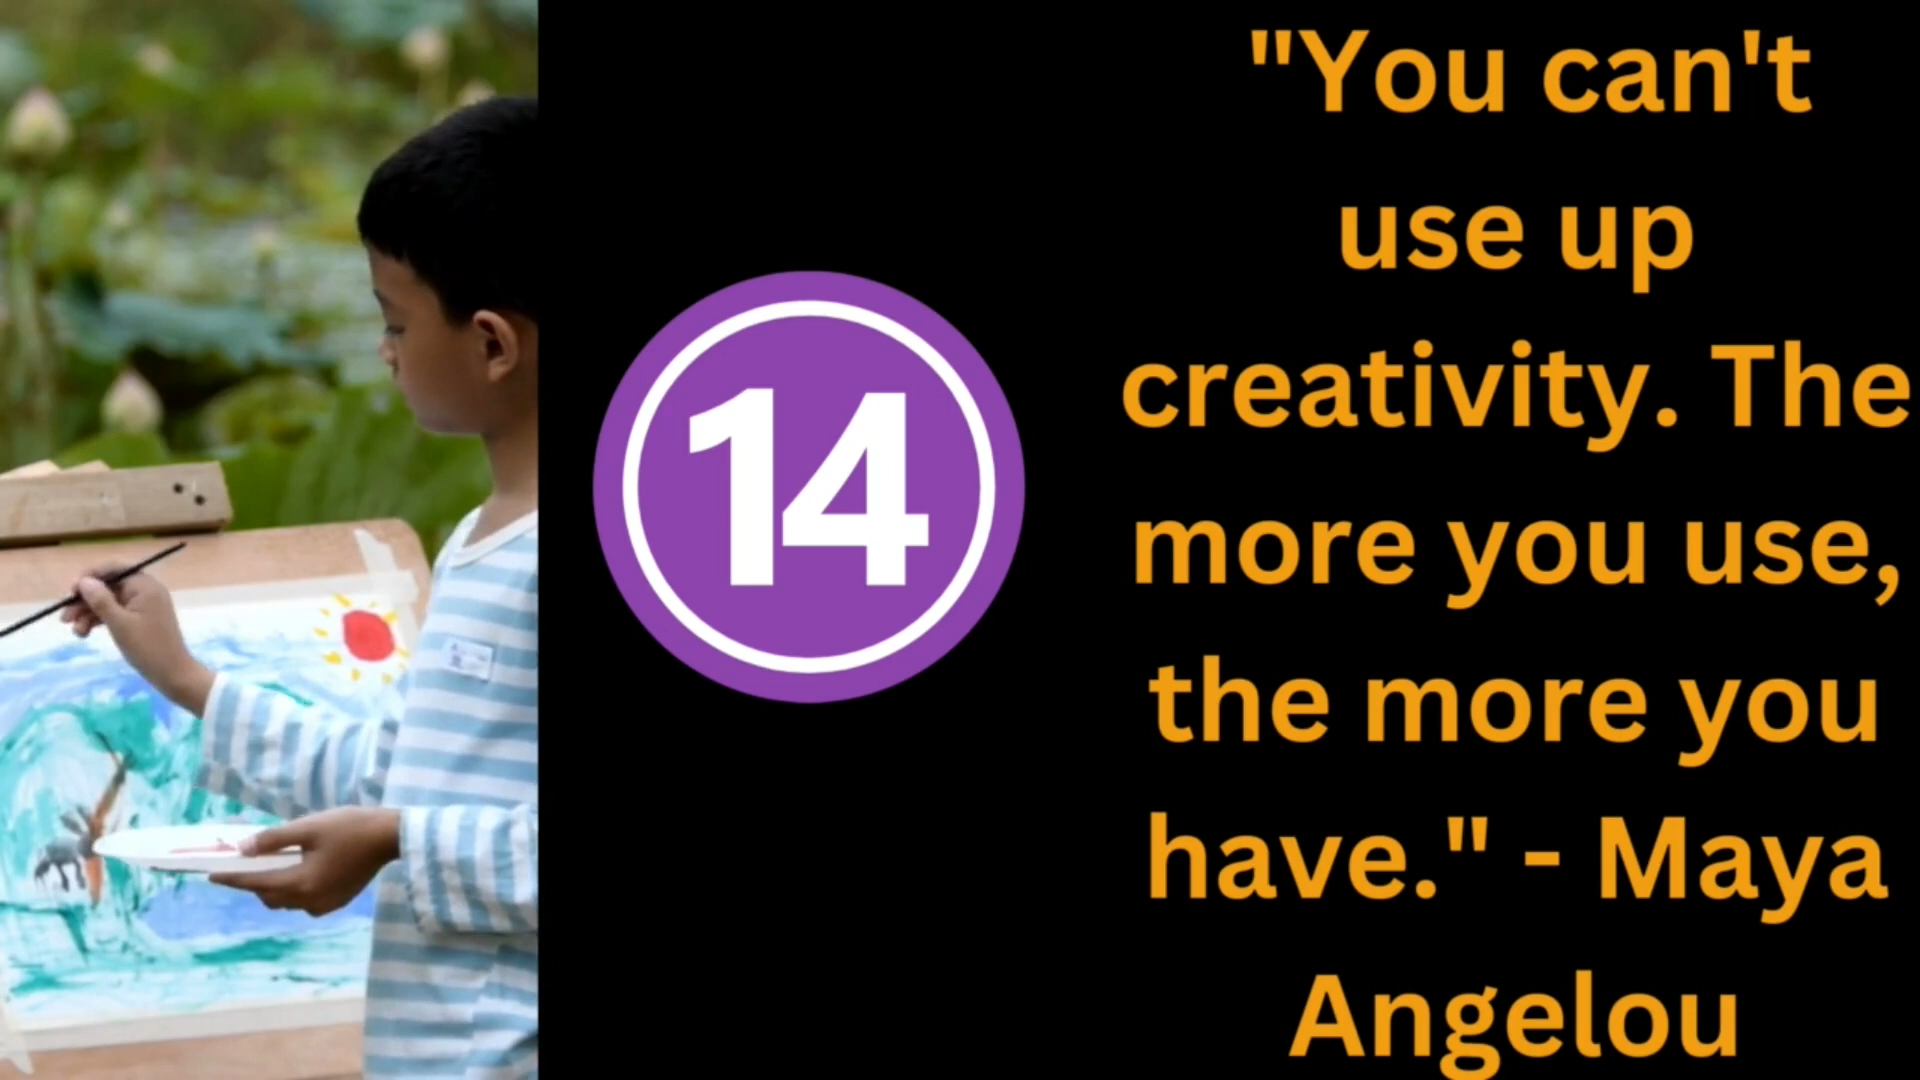 14
"You can't
use up
creativity. The
more you use,
the more you
have." - Maya
Angelou